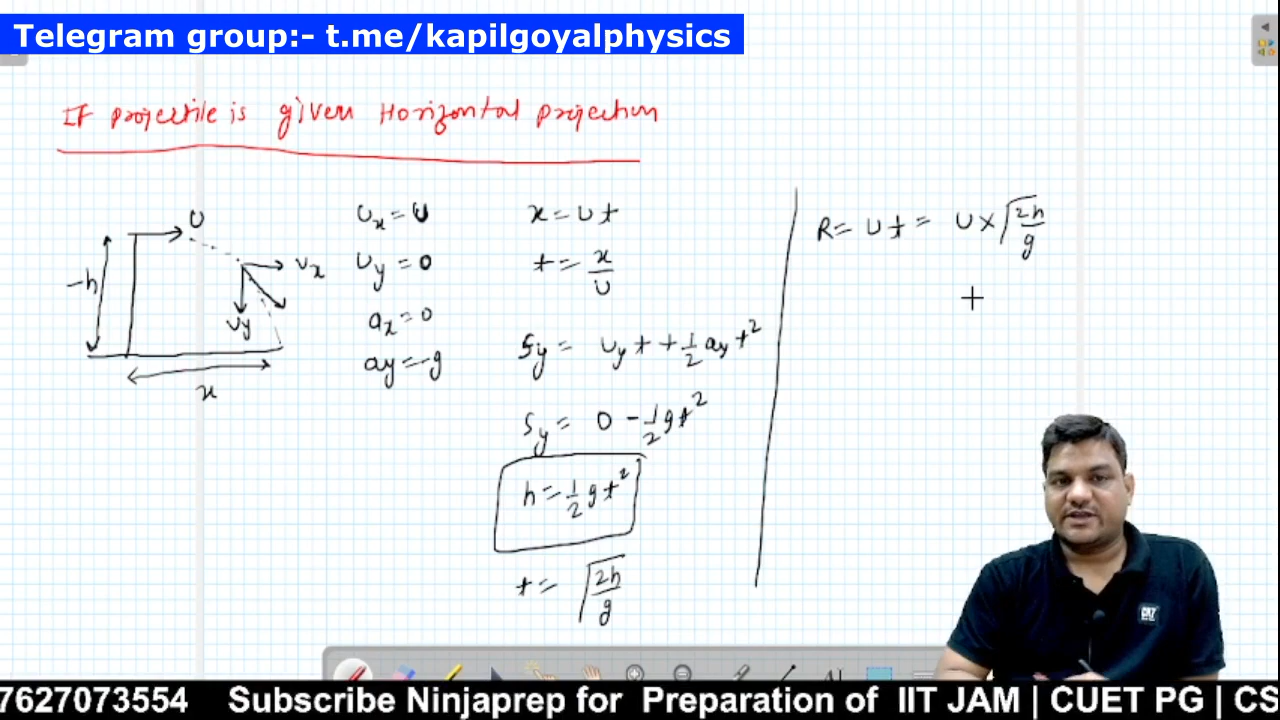 Telegram group:- t.me/kapilgoyalphysics
If projectile is given Horizontal projection
U
-h
Vx
Vy
x
Ux = U
Uy = 0
ax = 0
ay = -g
x = Ut
t = x/U
Sy = Uyt + 1/2 ayt²
Sy = 0 - 1/2 gt²
h = 1/2 gt²
t = √(2h/g)
R = Ut = U × √(2h/g)
7627073554 Subscribe Ninjaprep for Preparation of IIT JAM | CUET PG | CS